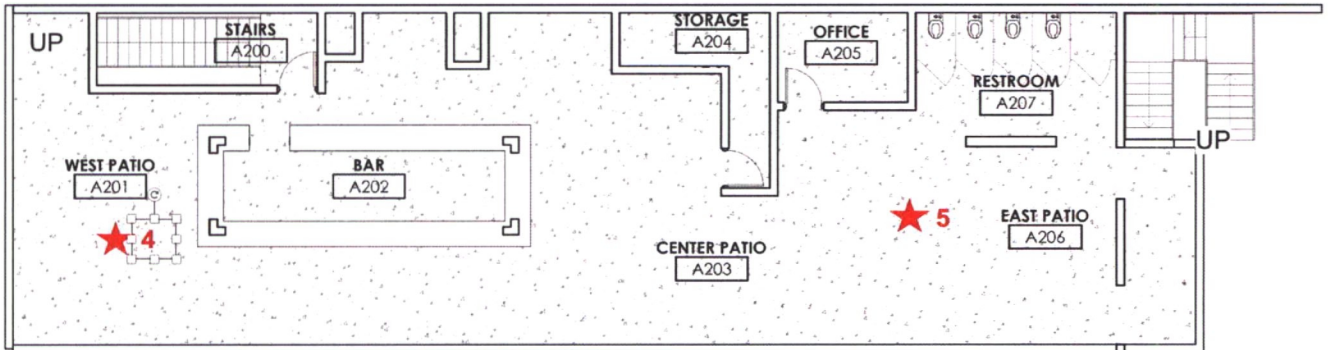 UP
STAIRS
A200
STORAGE
A204
OFFICE
A205
RESTROOM
A207
UP
WEST PATIO
A201
BAR
A202
4
5
EAST PATIO
A206
CENTER PATIO
A203